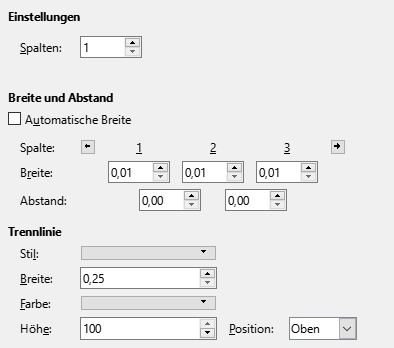 Einstellungen
Spalten: 1
Breite und Abstand
Automatische Breite
Spalte: 1 2 3
Breite: 0,01 0,01 0,01
Abstand: 0,00 0,00
Trennlinie
Stil:
Breite: 0,25
Farbe:
Höhe: 100 Position: Oben